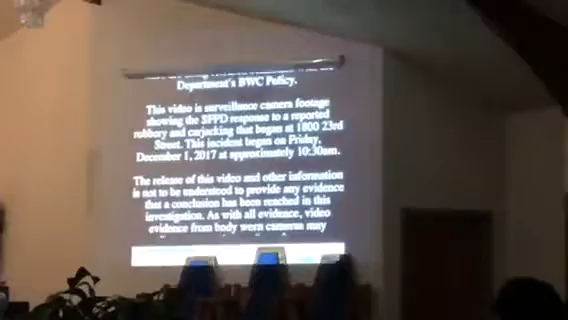 Department's BWC Policy.
This video is surveillance camera footage
showing the SFPD response to a reported
robbery and carjacking that began at 1800 23rd
Street. This incident began on Friday,
December 1, 2017 at approximately 10:30am.
The release of this video and other information
is not to be understood to provide any evidence
that a conclusion has been reached in this
investigation. As with all evidence, video
evidence from body worn cameras may